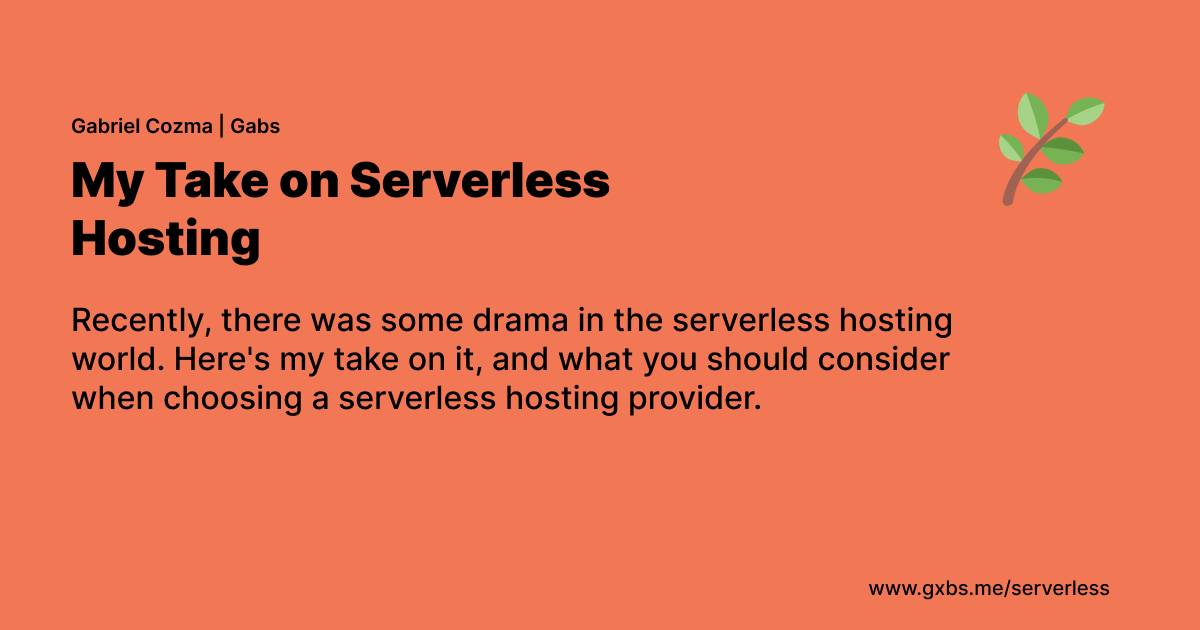 Gabriel Cozma | Gabs
My Take on Serverless
Hosting
Recently, there was some drama in the serverless hosting
world. Here's my take on it, and what you should consider
when choosing a serverless hosting provider.
www.gxbs.me/serverless